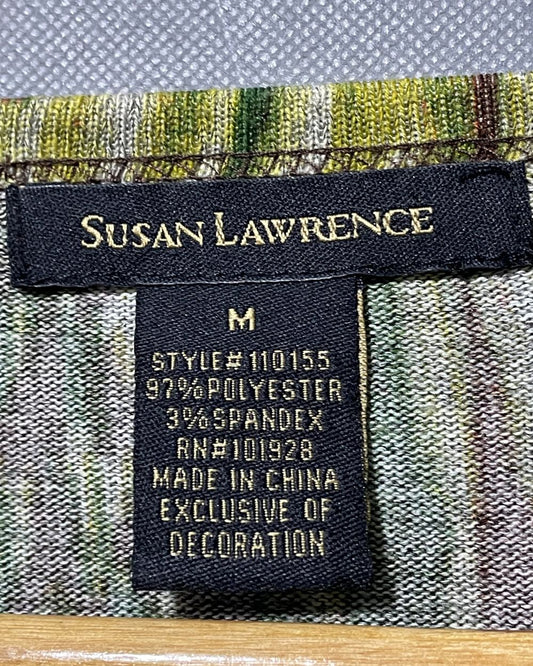 SUSAN LAWRENCE
M
STYLE# 110155
97%POLYESTER
3%SPANDEX
RN#101928
MADE IN CHINA
EXCLUSIVE OF
DECORATION